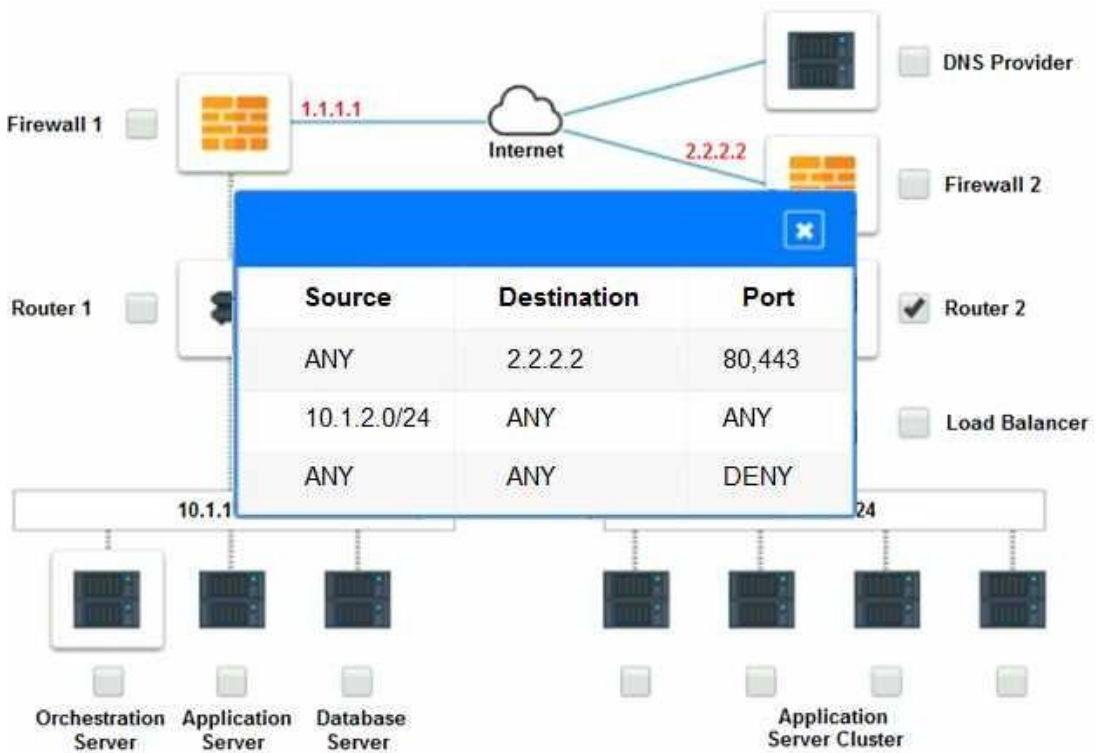 DNS Provider
Firewall 1
1.1.1.1
Internet
2.2.2.2
Firewall 2
Source Destination Port
ANY 2.2.2.2 80,443
10.1.2.0/24 ANY ANY
ANY ANY DENY
Router 1
Router 2
Load Balancer
10.1.1
24
Orchestration Server
Application Server
Database Server
Application Server Cluster